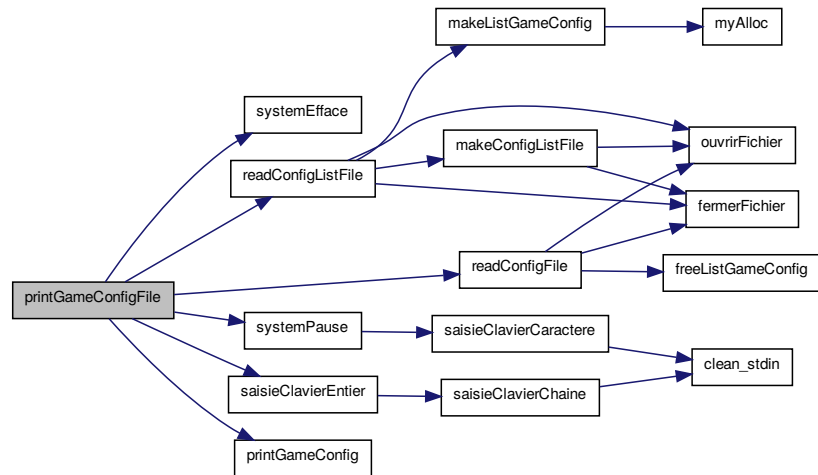 makeListGameConfig
myAlloc
systemEfface
ouvrirFichier
makeConfigListFile
readConfigListFile
fermerFichier
readConfigFile
freeListGameConfig
printGameConfigFile
systemPause
saisieClavierCaractere
clean_stdin
saisieClavierEntier
saisieClavierChaine
printGameConfig